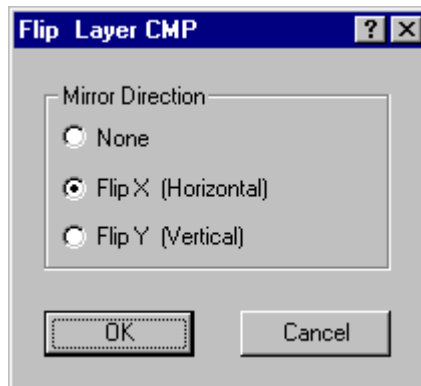 Flip Layer CMP
Mirror Direction
None
Flip X (Horizontal)
Flip Y (Vertical)
OK Cancel